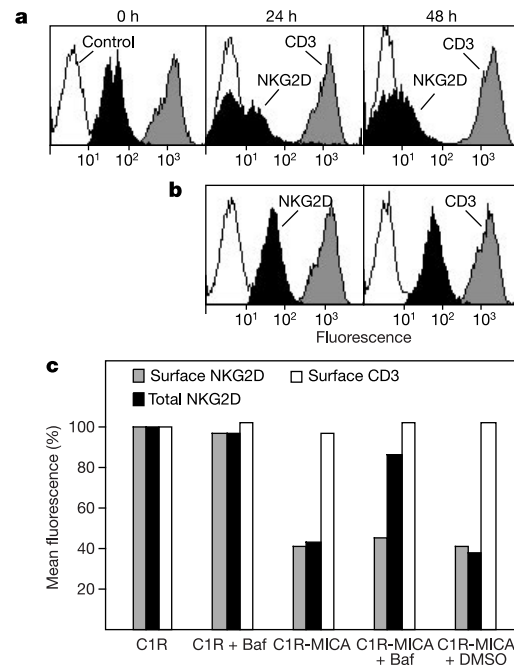 a
0 h 24 h 48 h
Control
CD3
NKG2D
CD3
NKG2D
10¹ 10² 10³ 10¹ 10² 10³ 10¹ 10² 10³
b
NKG2D
CD3
10¹ 10² 10³ 10¹ 10² 10³
Fluorescence
c
Surface NKG2D Surface CD3
Total NKG2D
Mean fluorescence (%)
100
80
60
40
20
C1R C1R + Baf C1R-MICA C1R-MICA + Baf C1R-MICA + DMSO